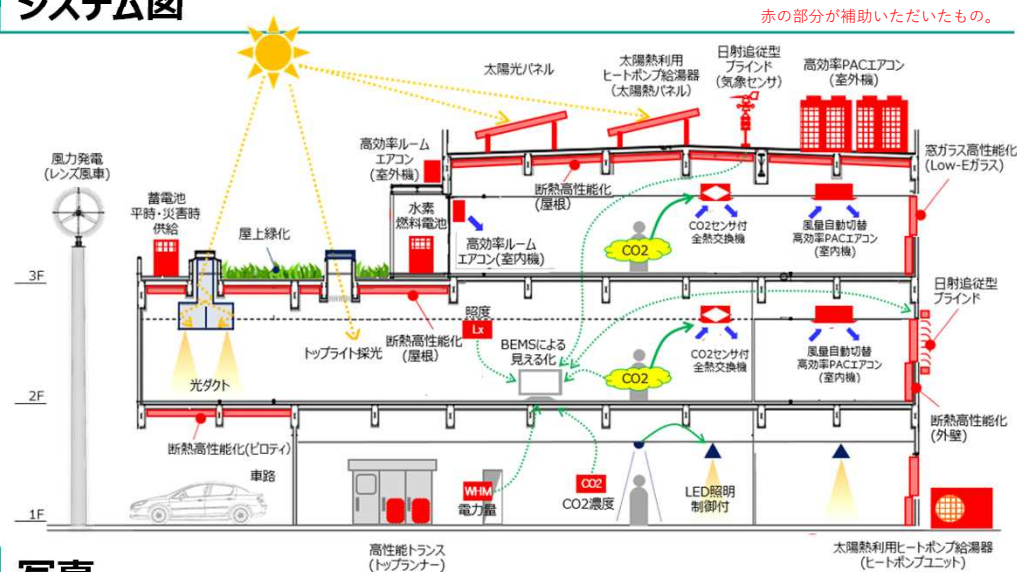 システム図
赤の部分が補助いただいたもの。
太陽光パネル
太陽熱利用
ヒートポンプ給湯器
(太陽熱パネル)
日射追従型
ブラインド
(気象センサ)
高効率PACエアコン
(室外機)
風力発電
(レンズ風車)
蓄電池
平時・災害時
供給
屋上緑化
高効率ルーム
エアコン
(室外機)
水素
燃料電池
断熱高性能化
(屋根)
高効率ルーム
エアコン(室内機)
CO2
CO2センサ付
全熱交換機
風量自動切替
高効率PACエアコン
(室内機)
窓ガラス高性能化
(Low-Eガラス)
3F
光ダクト
トップライト採光
断熱高性能化
(屋根)
照度
Lx
BEMSによる
見える化
CO2
CO2センサ付
全熱交換機
風量自動切替
高効率PACエアコン
(室内機)
日射追従型
ブラインド
2F
断熱高性能化(ピロティ)
断熱高性能化
(外壁)
車路
WHM
電力量
CO2
CO2濃度
LED照明
制御付
1F
高性能トランス
(トップランナー)
太陽熱利用ヒートポンプ給湯器
(ヒートポンプユニット)
写真